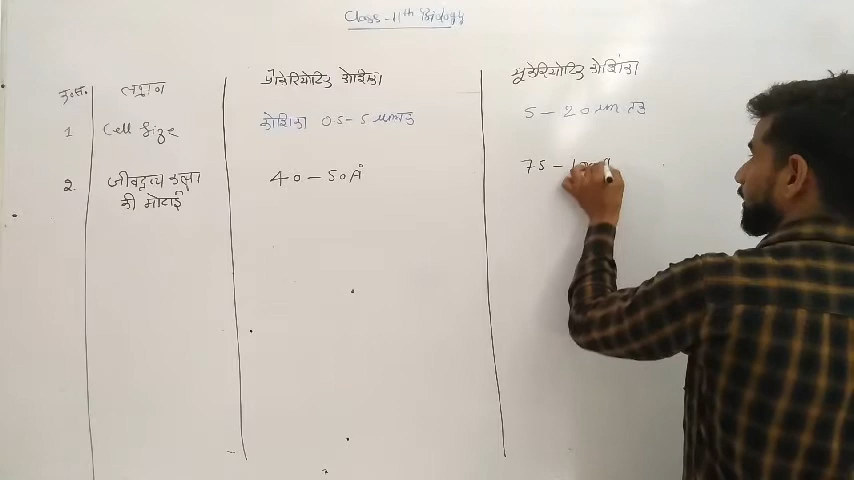 Class-11th Biology
क्र.सं. लक्षण प्रोकेरियोटिक कोशिका यूकेरियोटिक कोशिका
1 Cell Size कोशिका 0.5-5 μm तक 5-20 μm तक
2. जीवद्रव्य कला 40-50 A° 75-
की मोटाई